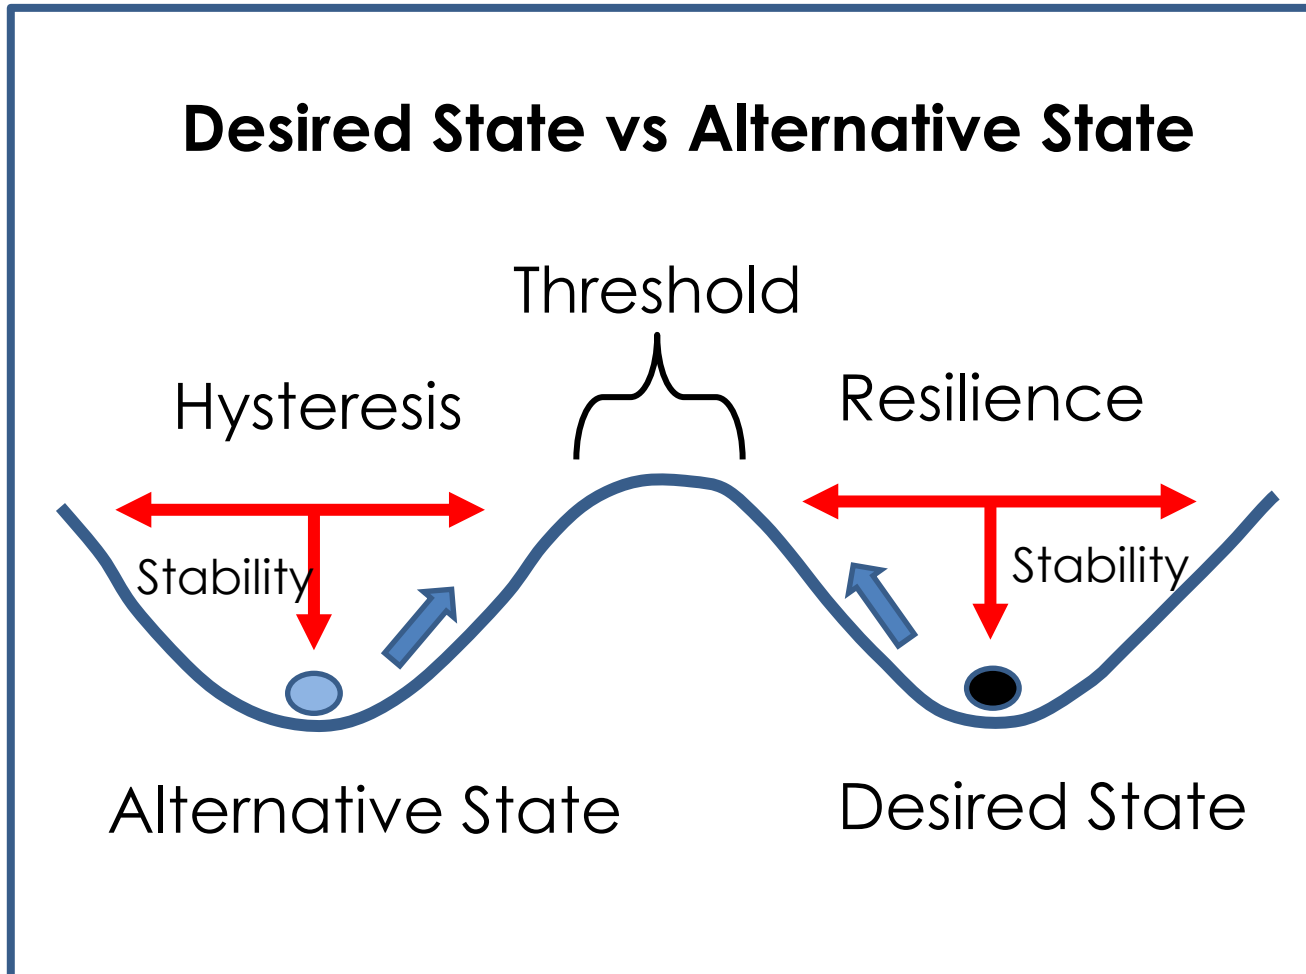 Desired State vs Alternative State
Threshold
Hysteresis
Resilience
Stability
Stability
Alternative State
Desired State